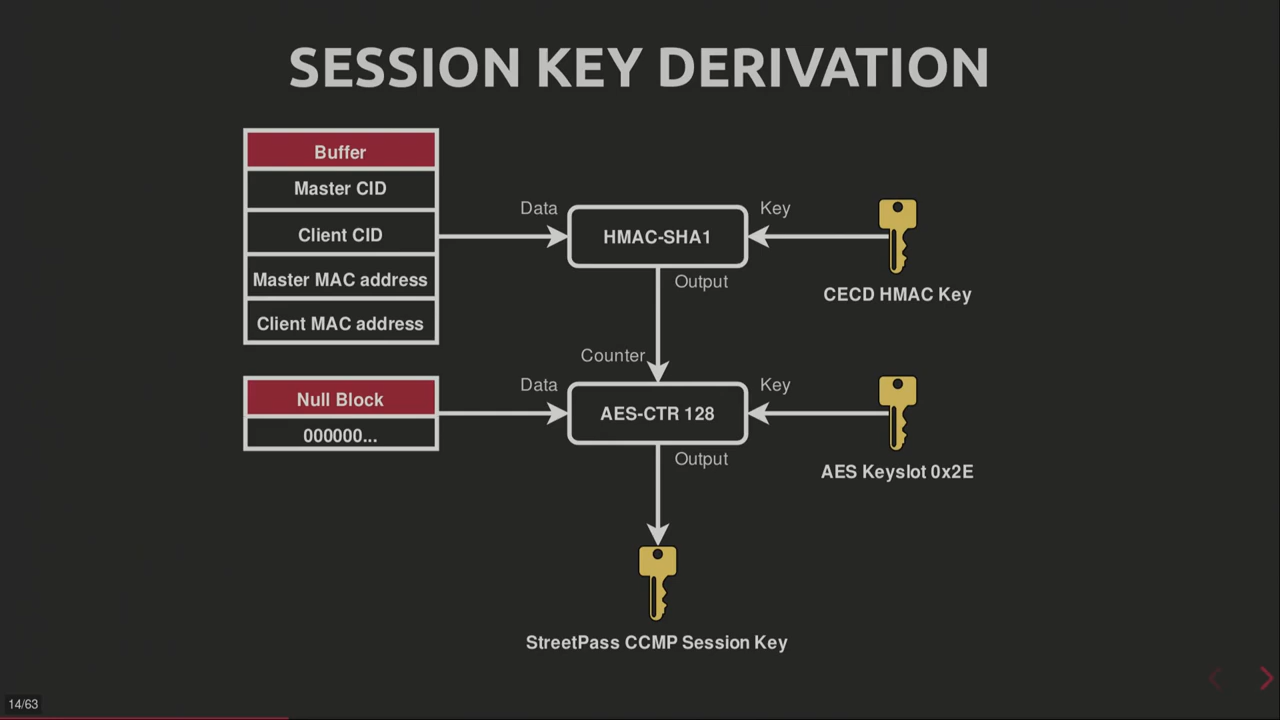 SESSION KEY DERIVATION
Buffer
Master CID
Client CID
Master MAC address
Client MAC address
Data
HMAC-SHA1
Key
CECD HMAC Key
Output
Counter
Null Block
000000...
Data
AES-CTR 128
Key
AES Keyslot 0x2E
Output
StreetPass CCMP Session Key
14/63